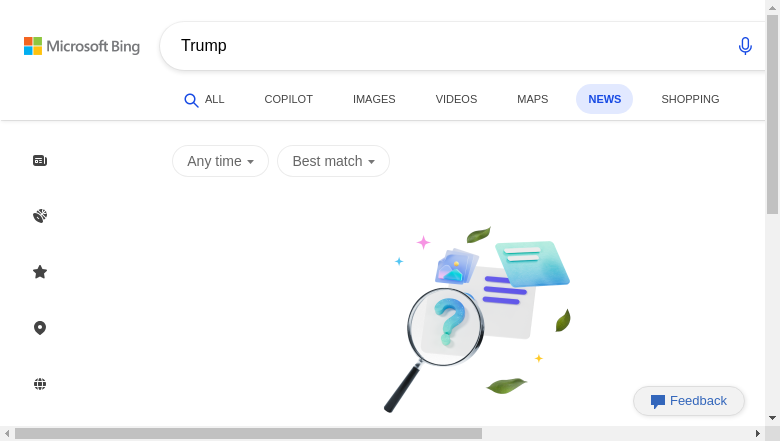 Microsoft Bing
Trump
ALL
COPILOT
IMAGES
VIDEOS
MAPS
NEWS
SHOPPING
Any time
Best match
?
Feedback